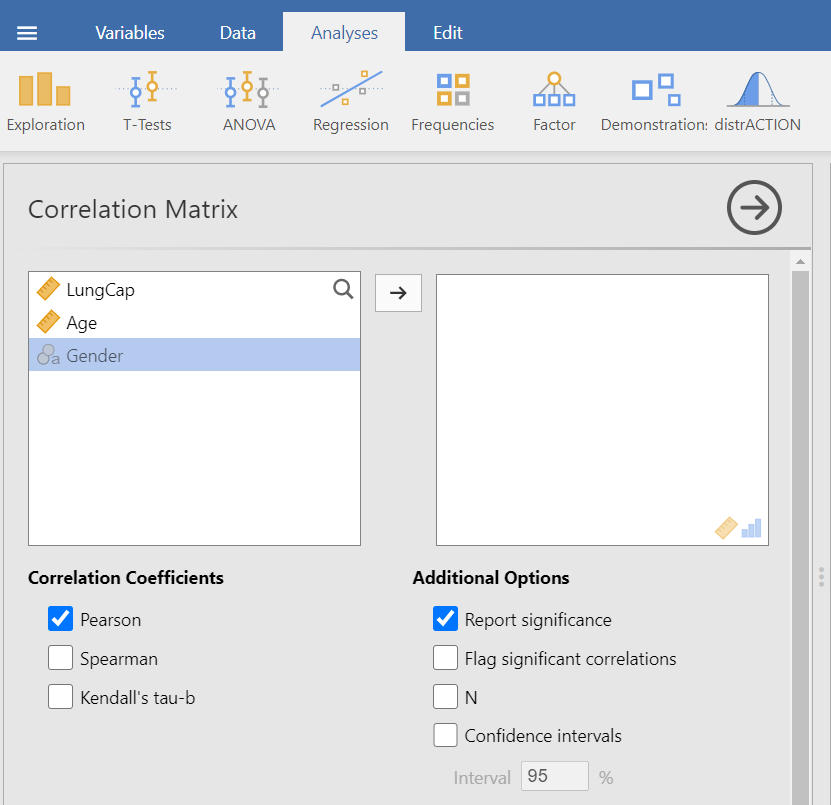 Variables Data Analyses Edit
Exploration T-Tests ANOVA Regression Frequencies Factor Demonstrations distrACTION
Correlation Matrix
LungCap
Age
a Gender
Correlation Coefficients
Pearson
Spearman
Kendall's tau-b
Additional Options
Report significance
Flag significant correlations
N
Confidence intervals
Interval 95 %